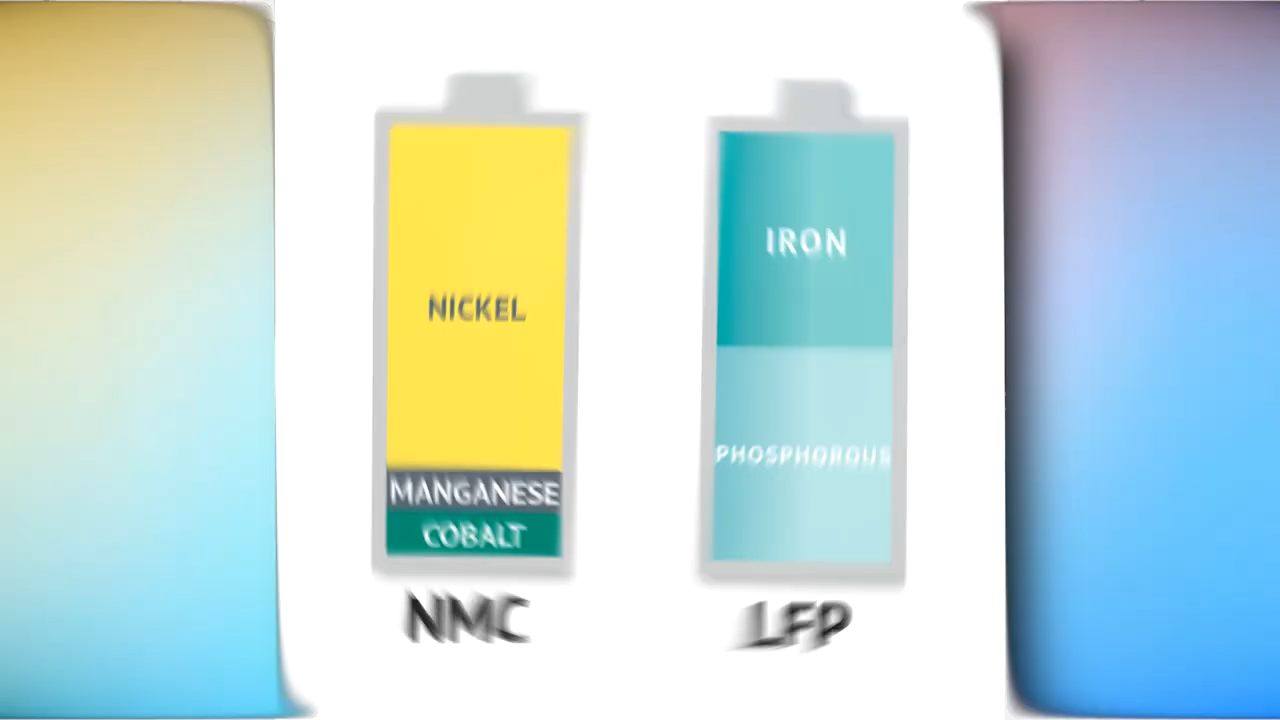 NICKEL
MANGANESE
COBALT
NMC
IRON
PHOSPHOROUS
LFP